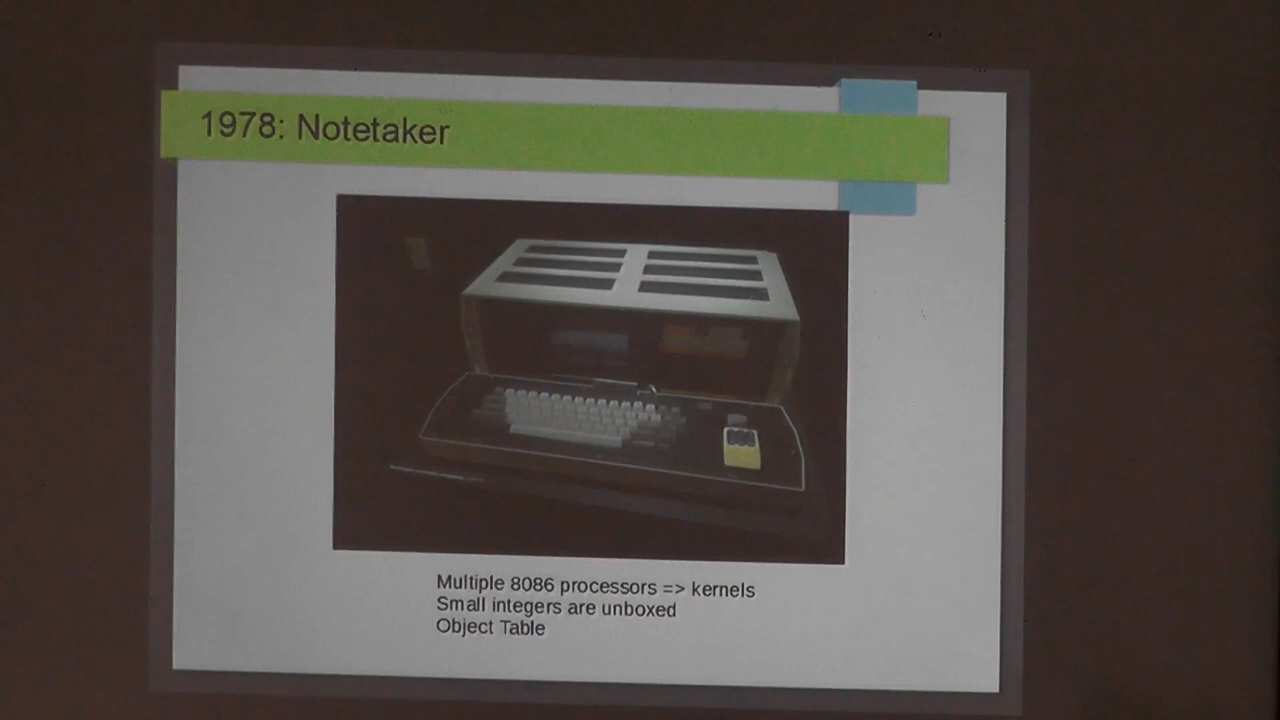 1978: Notetaker
Multiple 8086 processors => kernels
Small integers are unboxed
Object Table